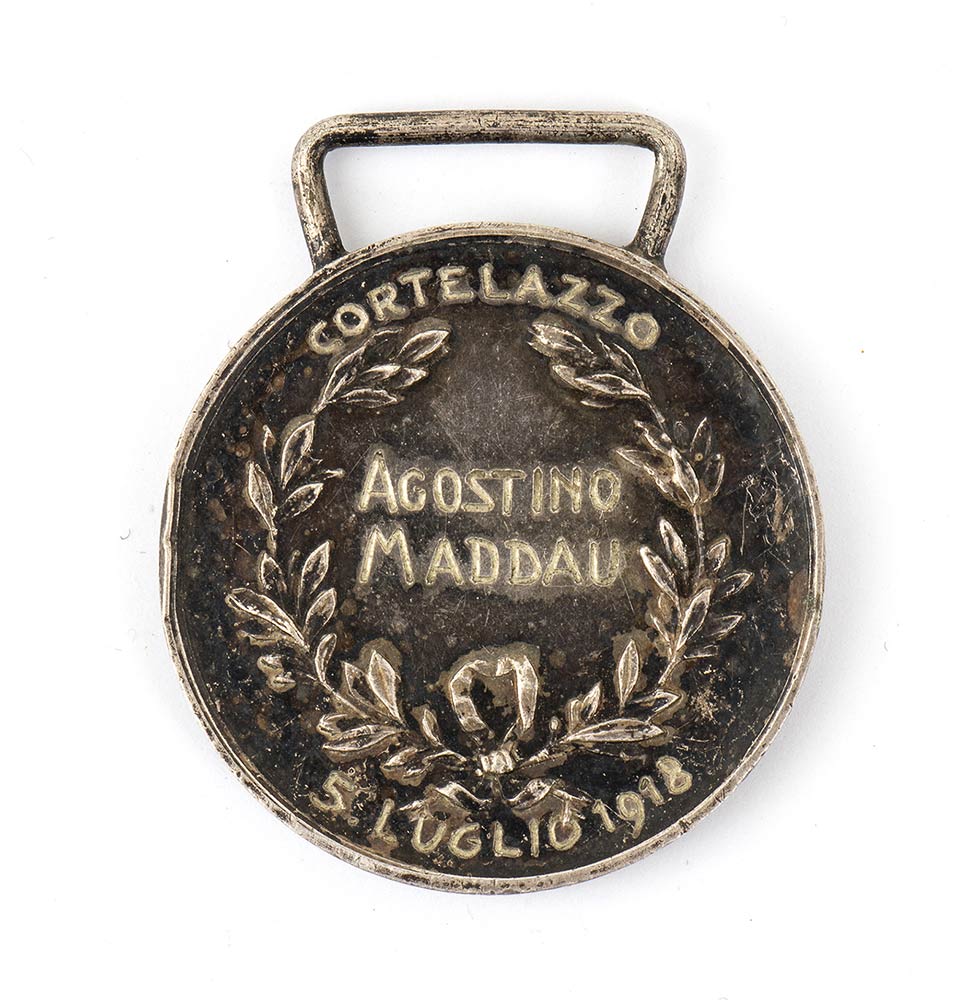 CORTELAZZO
AGOSTINO
MADDAU
5. LUGLIO 1918